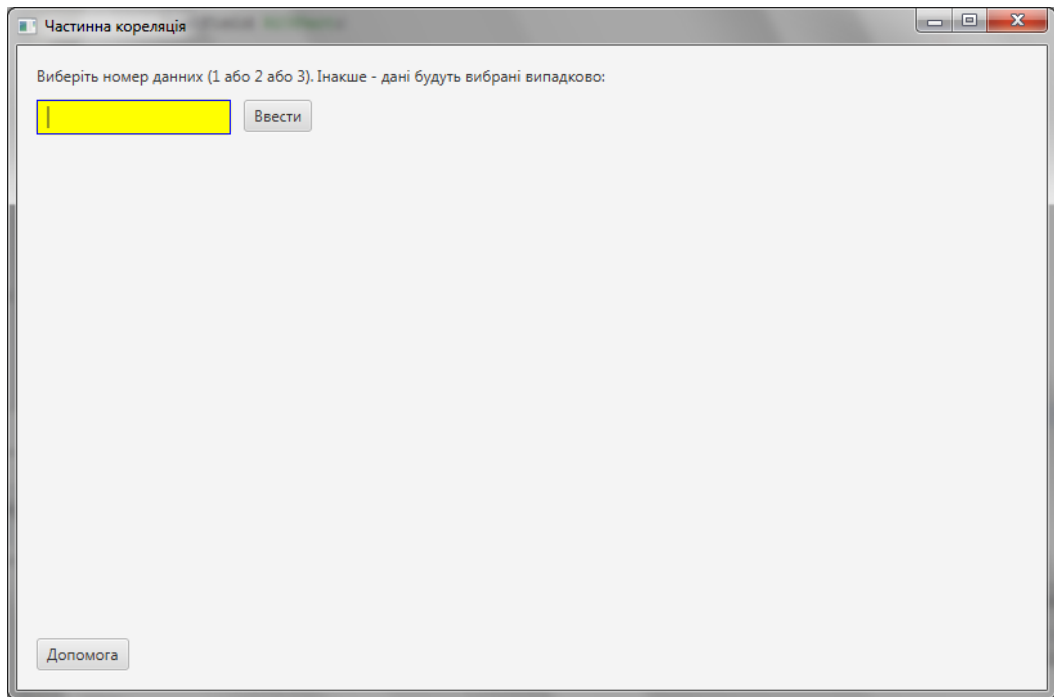 Частинна кореляція
Виберіть номер данних (1 або 2 або 3). Інакше - дані будуть вибрані випадково:
Ввести
Допомога